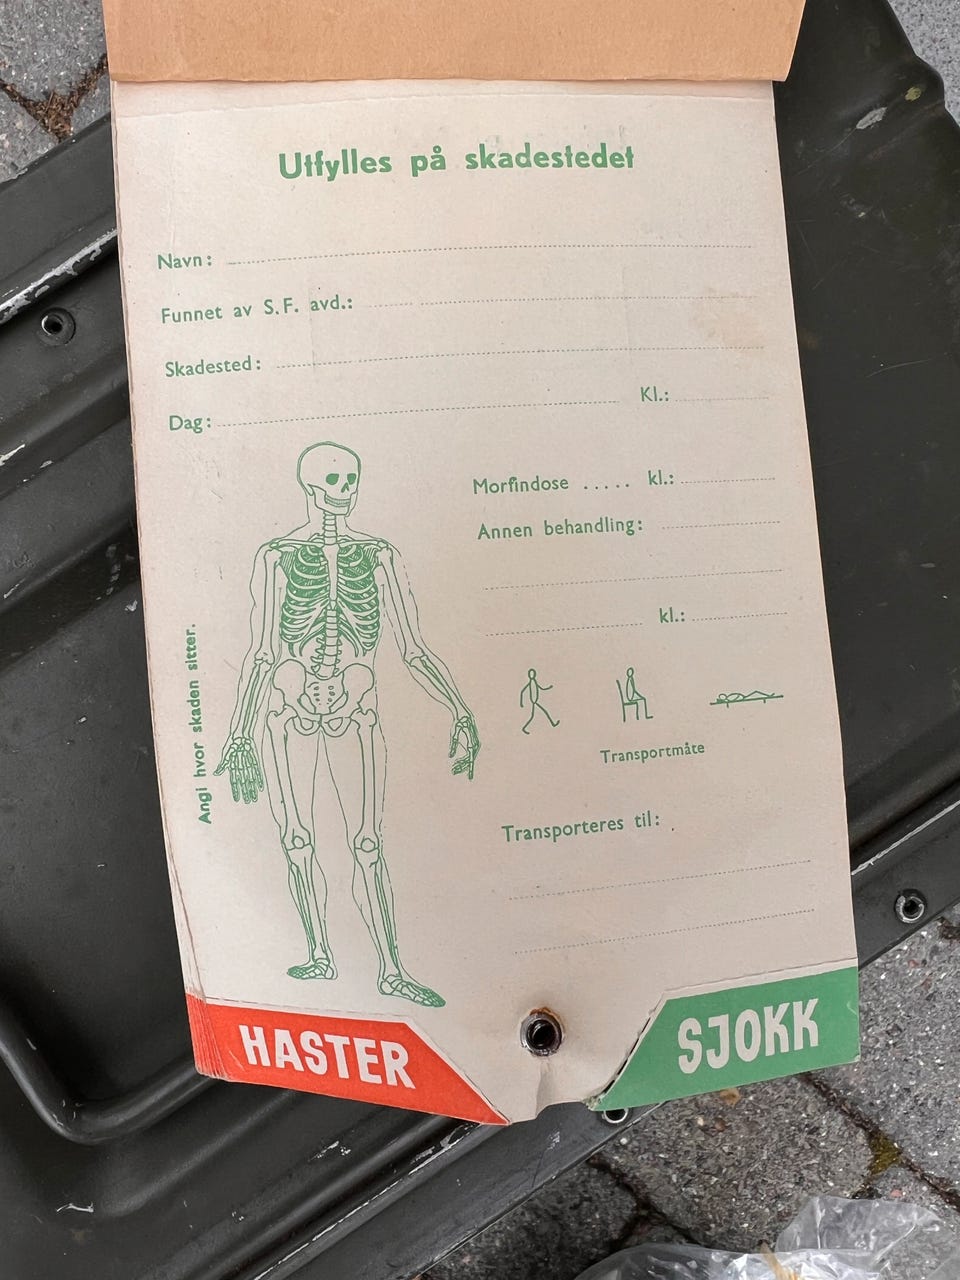 Utfylles på skadestedet
Navn:
Funnet av S.F. avd.:
Skadested:
Dag: Kl.:
Morfindose ..... kl.:
Annen behandling:
kl.:
Angi hvor skaden sitter.
Transportmåte
Transporteres til:
HASTER
SJOKK